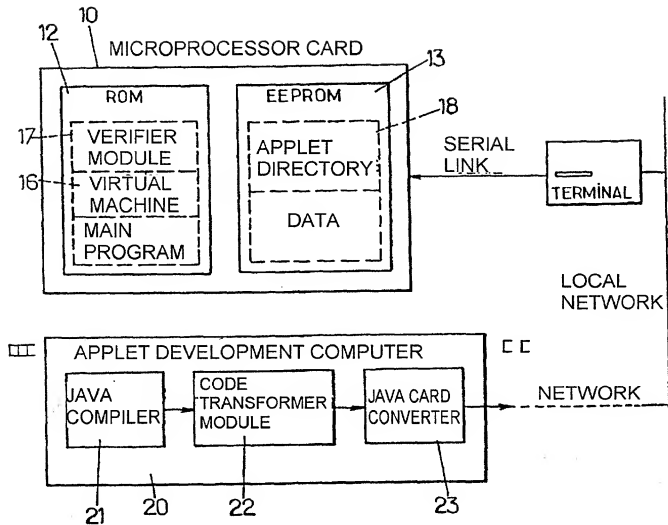 10
MICROPROCESSOR CARD
12
13
ROM
EEPROM
17
18
VERIFIER
MODULE
APPLET
DIRECTORY
16
VIRTUAL
MACHINE
DATA
MAIN
PROGRAM
SERIAL
LINK
TERMINAL
LOCAL
NETWORK
APPLET DEVELOPMENT COMPUTER
JAVA
COMPILER
CODE
TRANSFORMER
MODULE
JAVA CARD
CONVERTER
NETWORK
21
20
22
23